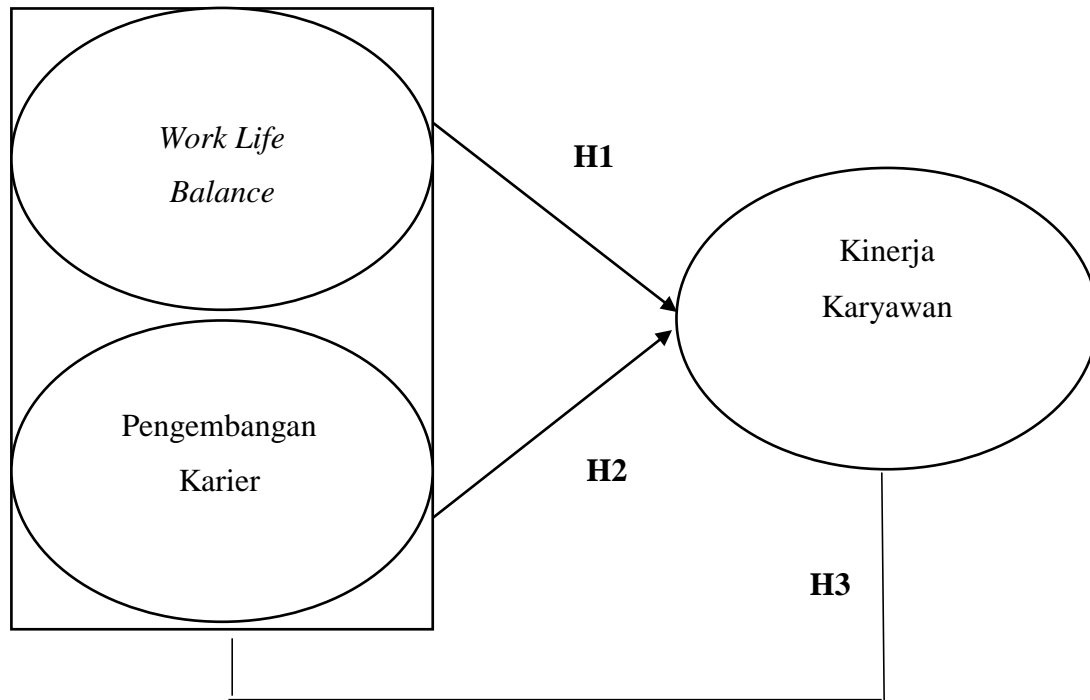 Work Life
Balance
H1
Kinerja
Karyawan
Pengembangan
Karier
H2
H3